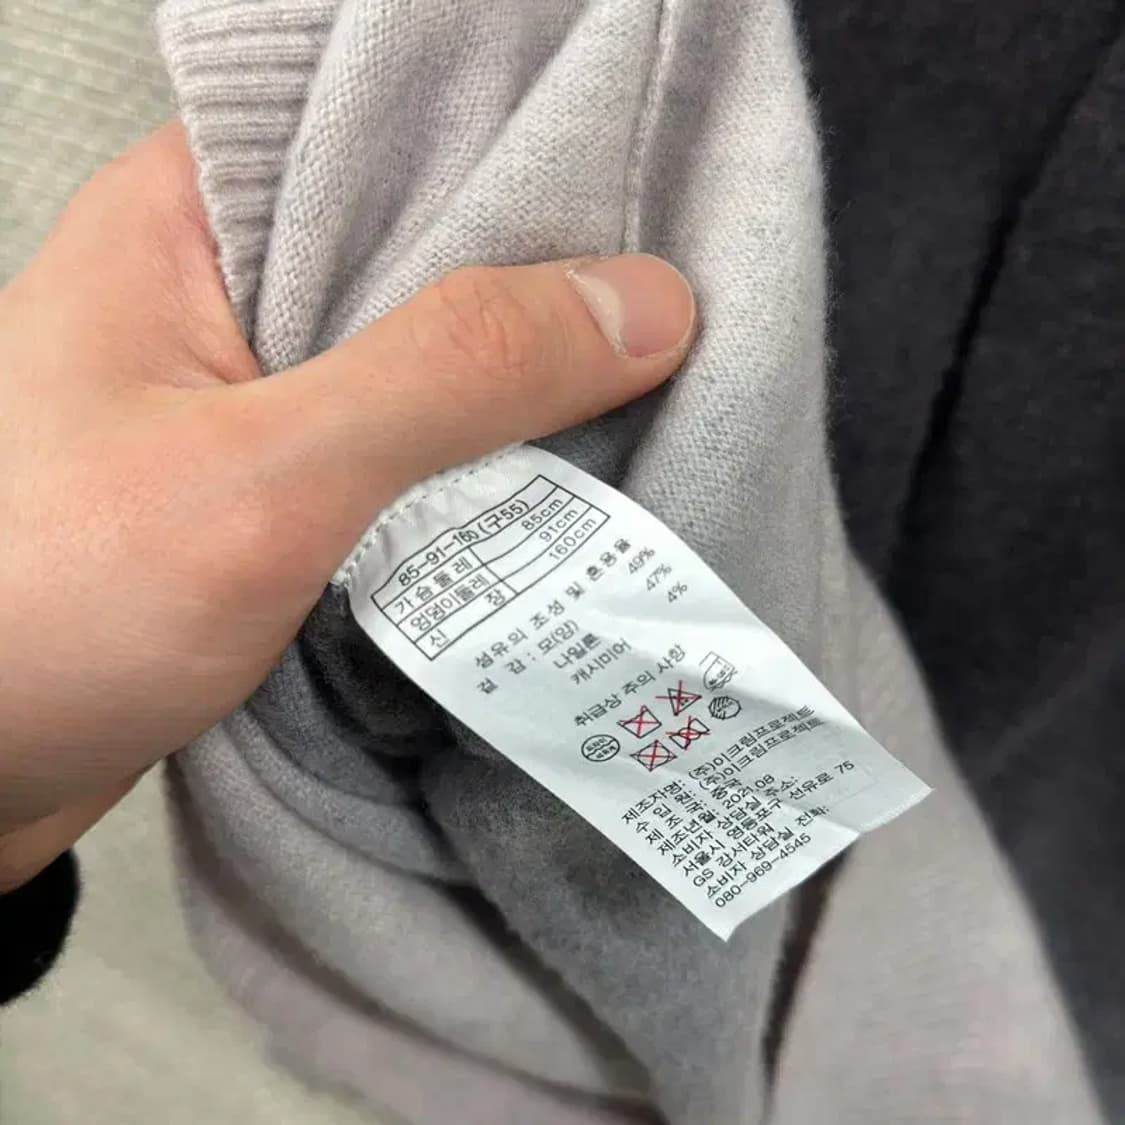 85-91-160 (구55)
가슴둘레 85cm
엉덩이둘레 91cm
신장 160cm
섬유의 조성 및 혼용율
겉감 : 모(양) 49%
나일론 47%
캐시미어 4%
취급상 주의 사항
드라이
제조자명: (주)이크림프로젝트
수입원: (주)이크림프로젝트
제조국: 중국
제조년월: 2021.08
소비자 상담실 주소:
서울시 영등포구 선유로 75
GS 강서타워
소비자 상담실 전화:
080-969-4545